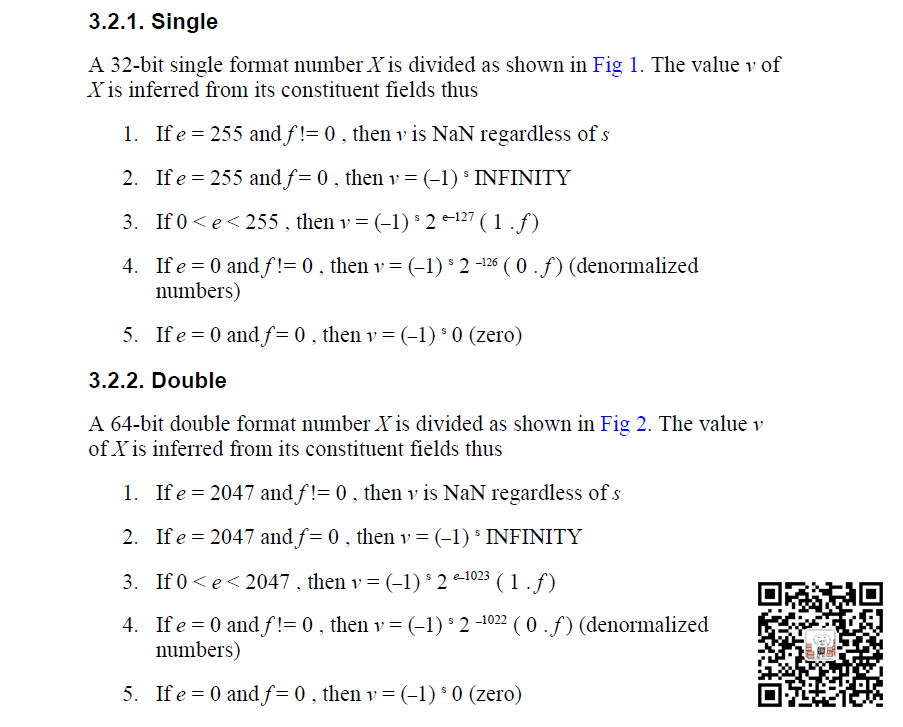 3.2.1. Single
A 32-bit single format number X is divided as shown in Fig 1. The value v of
X is inferred from its constituent fields thus
1. If e = 255 and f != 0 , then v is NaN regardless of s
2. If e = 255 and f = 0 , then v = (–1) ˢ INFINITY
3. If 0 < e < 255 , then v = (–1) ˢ 2 ᵉ⁻¹²⁷ ( 1 . f )
4. If e = 0 and f != 0 , then v = (–1) ˢ 2 ⁻¹²⁶ ( 0 . f ) (denormalized
numbers)
5. If e = 0 and f = 0 , then v = (–1) ˢ 0 (zero)
3.2.2. Double
A 64-bit double format number X is divided as shown in Fig 2. The value v
of X is inferred from its constituent fields thus
1. If e = 2047 and f != 0 , then v is NaN regardless of s
2. If e = 2047 and f = 0 , then v = (–1) ˢ INFINITY
3. If 0 < e < 2047 , then v = (–1) ˢ 2 ᵉ⁻¹⁰²³ ( 1 . f )
4. If e = 0 and f != 0 , then v = (–1) ˢ 2 ⁻¹⁰²² ( 0 . f ) (denormalized
numbers)
5. If e = 0 and f = 0 , then v = (–1) ˢ 0 (zero)